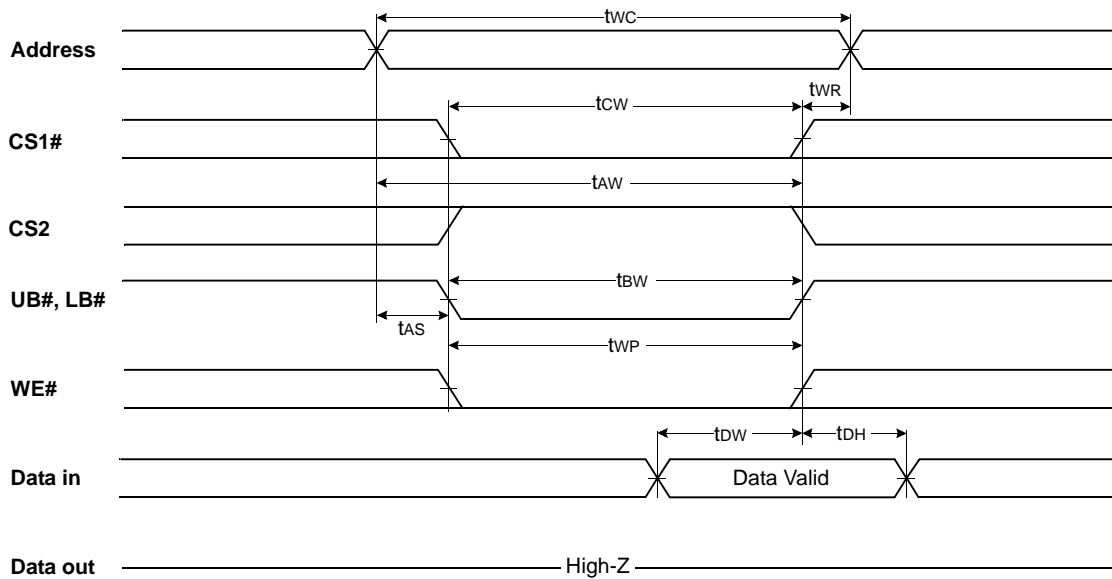 tWC
Address
tCW
tWR
CS1#
tAW
CS2
tBW
UB#, LB#
tAS
tWP
WE#
tDW
tDH
Data in
Data Valid
Data out
High-Z